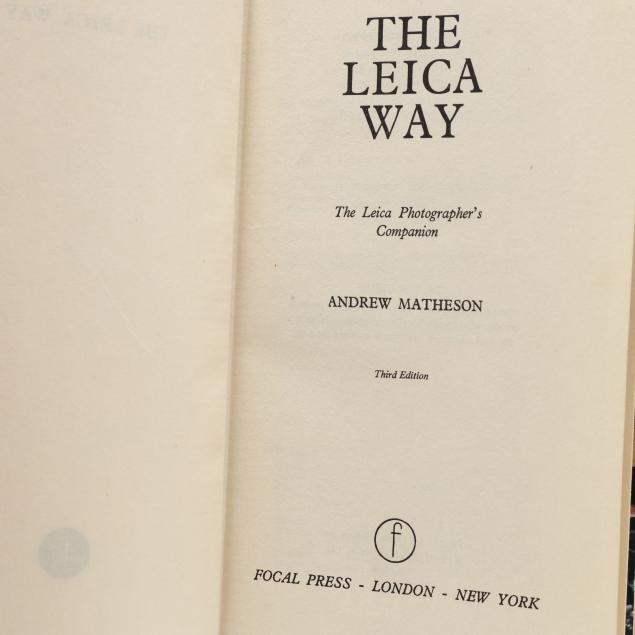 THE
LEICA
WAY
The Leica Photographer's
Companion
ANDREW MATHESON
Third Edition
f
FOCAL PRESS - LONDON - NEW YORK